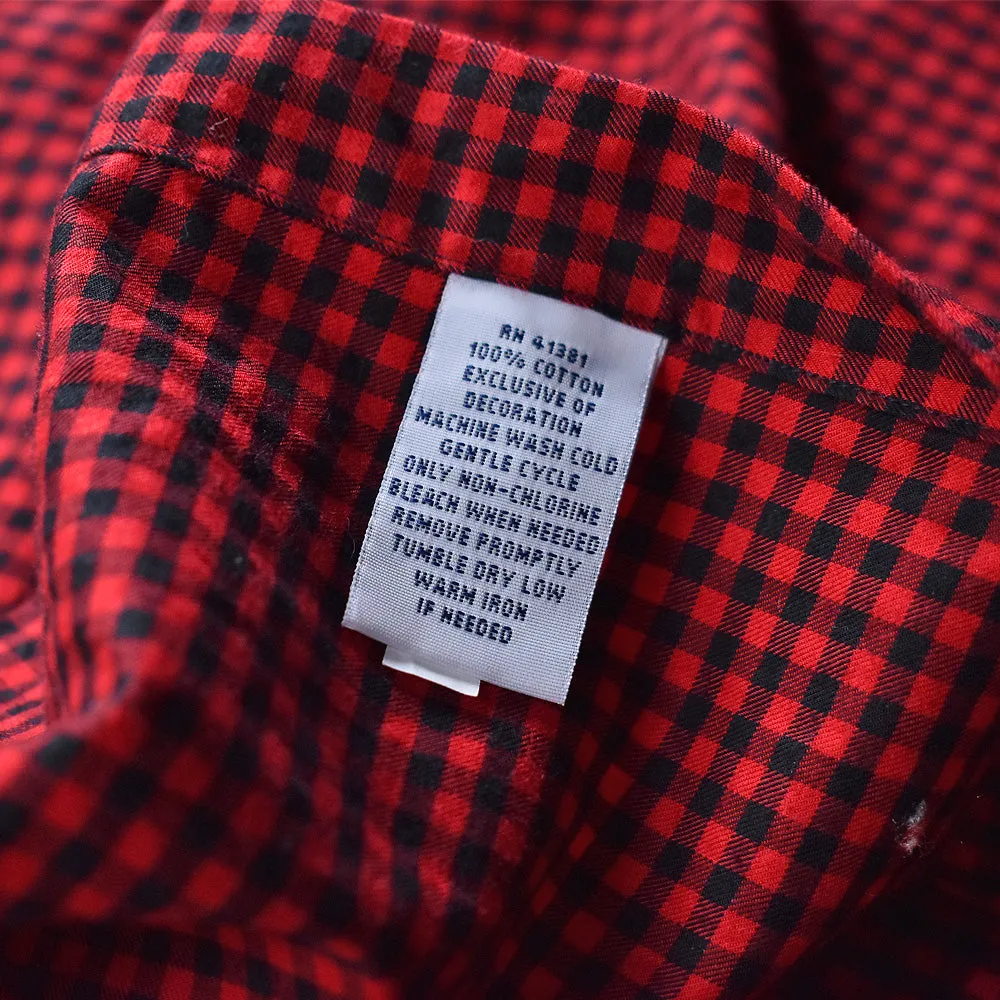 RN 41381
100% COTTON
EXCLUSIVE OF
DECORATION
MACHINE WASH COLD
GENTLE CYCLE
ONLY NON-CHLORINE
BLEACH WHEN NEEDED
REMOVE PROMPTLY
TUMBLE DRY LOW
WARM IRON
IF NEEDED